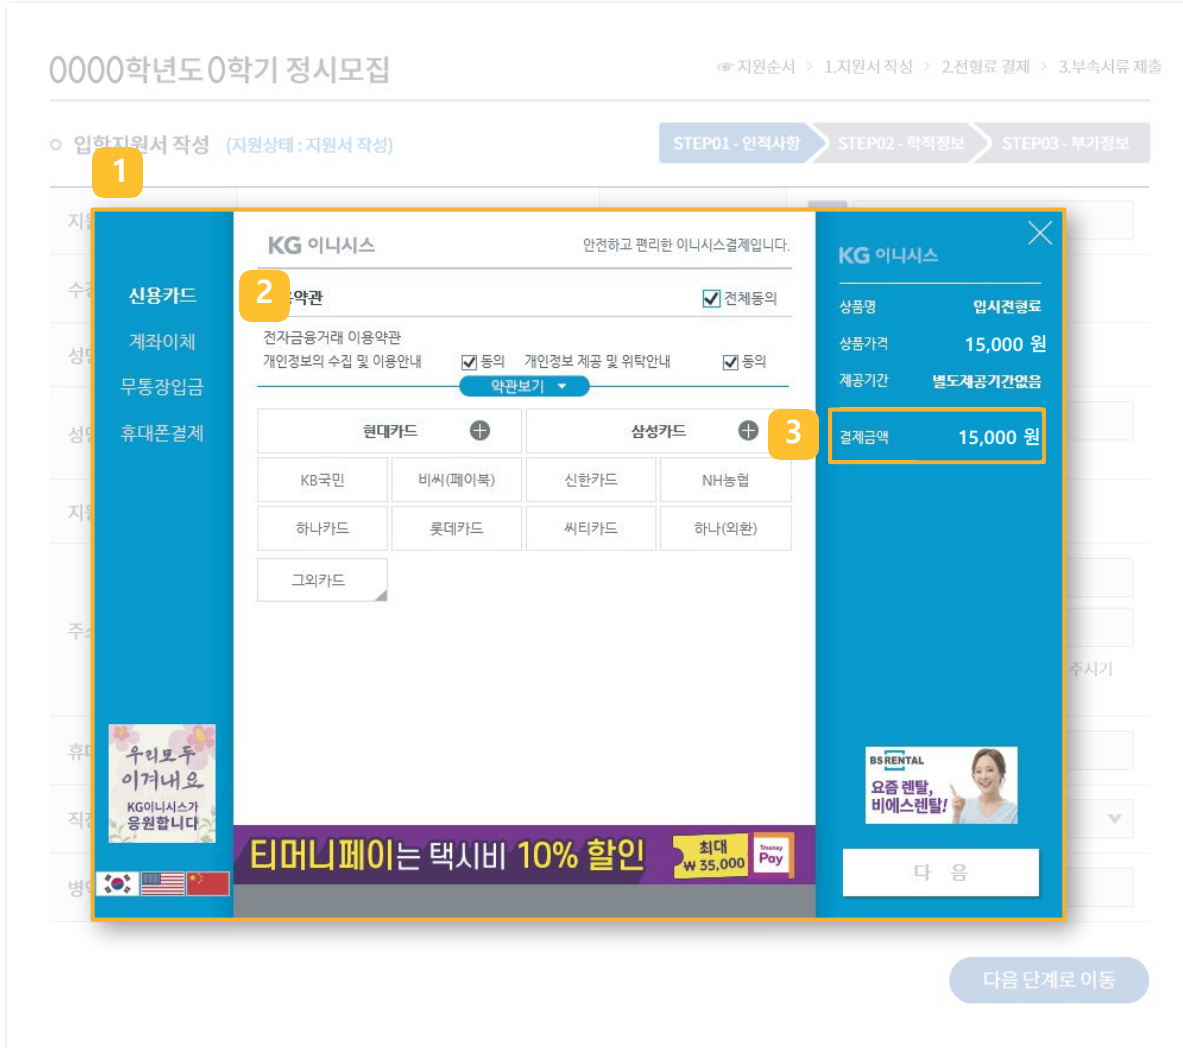 0000학년도 0학기 정시모집
☞ 지원순서 > 1.지원서 작성 > 2.전형료 결제 > 3.부속서류 제출
입학지원서 작성 (지원상태 : 지원서 작성)
STEP01 - 인적사항
STEP02 - 학적정보
STEP03 - 부가정보
1
신용카드
계좌이체
무통장입금
휴대폰결제
우리모두
이겨내요
KG이니시스가
응원합니다
KG 이니시스
안전하고 편리한 이니시스결제입니다.
2
약관
전체동의
전자금융거래 이용약관
개인정보의 수집 및 이용안내 동의 개인정보 제공 및 위탁안내 동의
약관보기
현대카드
삼성카드
KB국민
비씨(페이북)
신한카드
NH농협
하나카드
롯데카드
씨티카드
하나(외환)
그외카드
티머니페이는 택시비 10% 할인
최대
₩ 35,000
Tmoney
Pay
KG 이니시스
상품명 입시전형료
상품가격 15,000 원
제공기간 별도제공기간없음
3
결제금액 15,000 원
BS RENTAL
요즘 렌탈,
비에스렌탈!
다 음
주시기
다음 단계로 이동